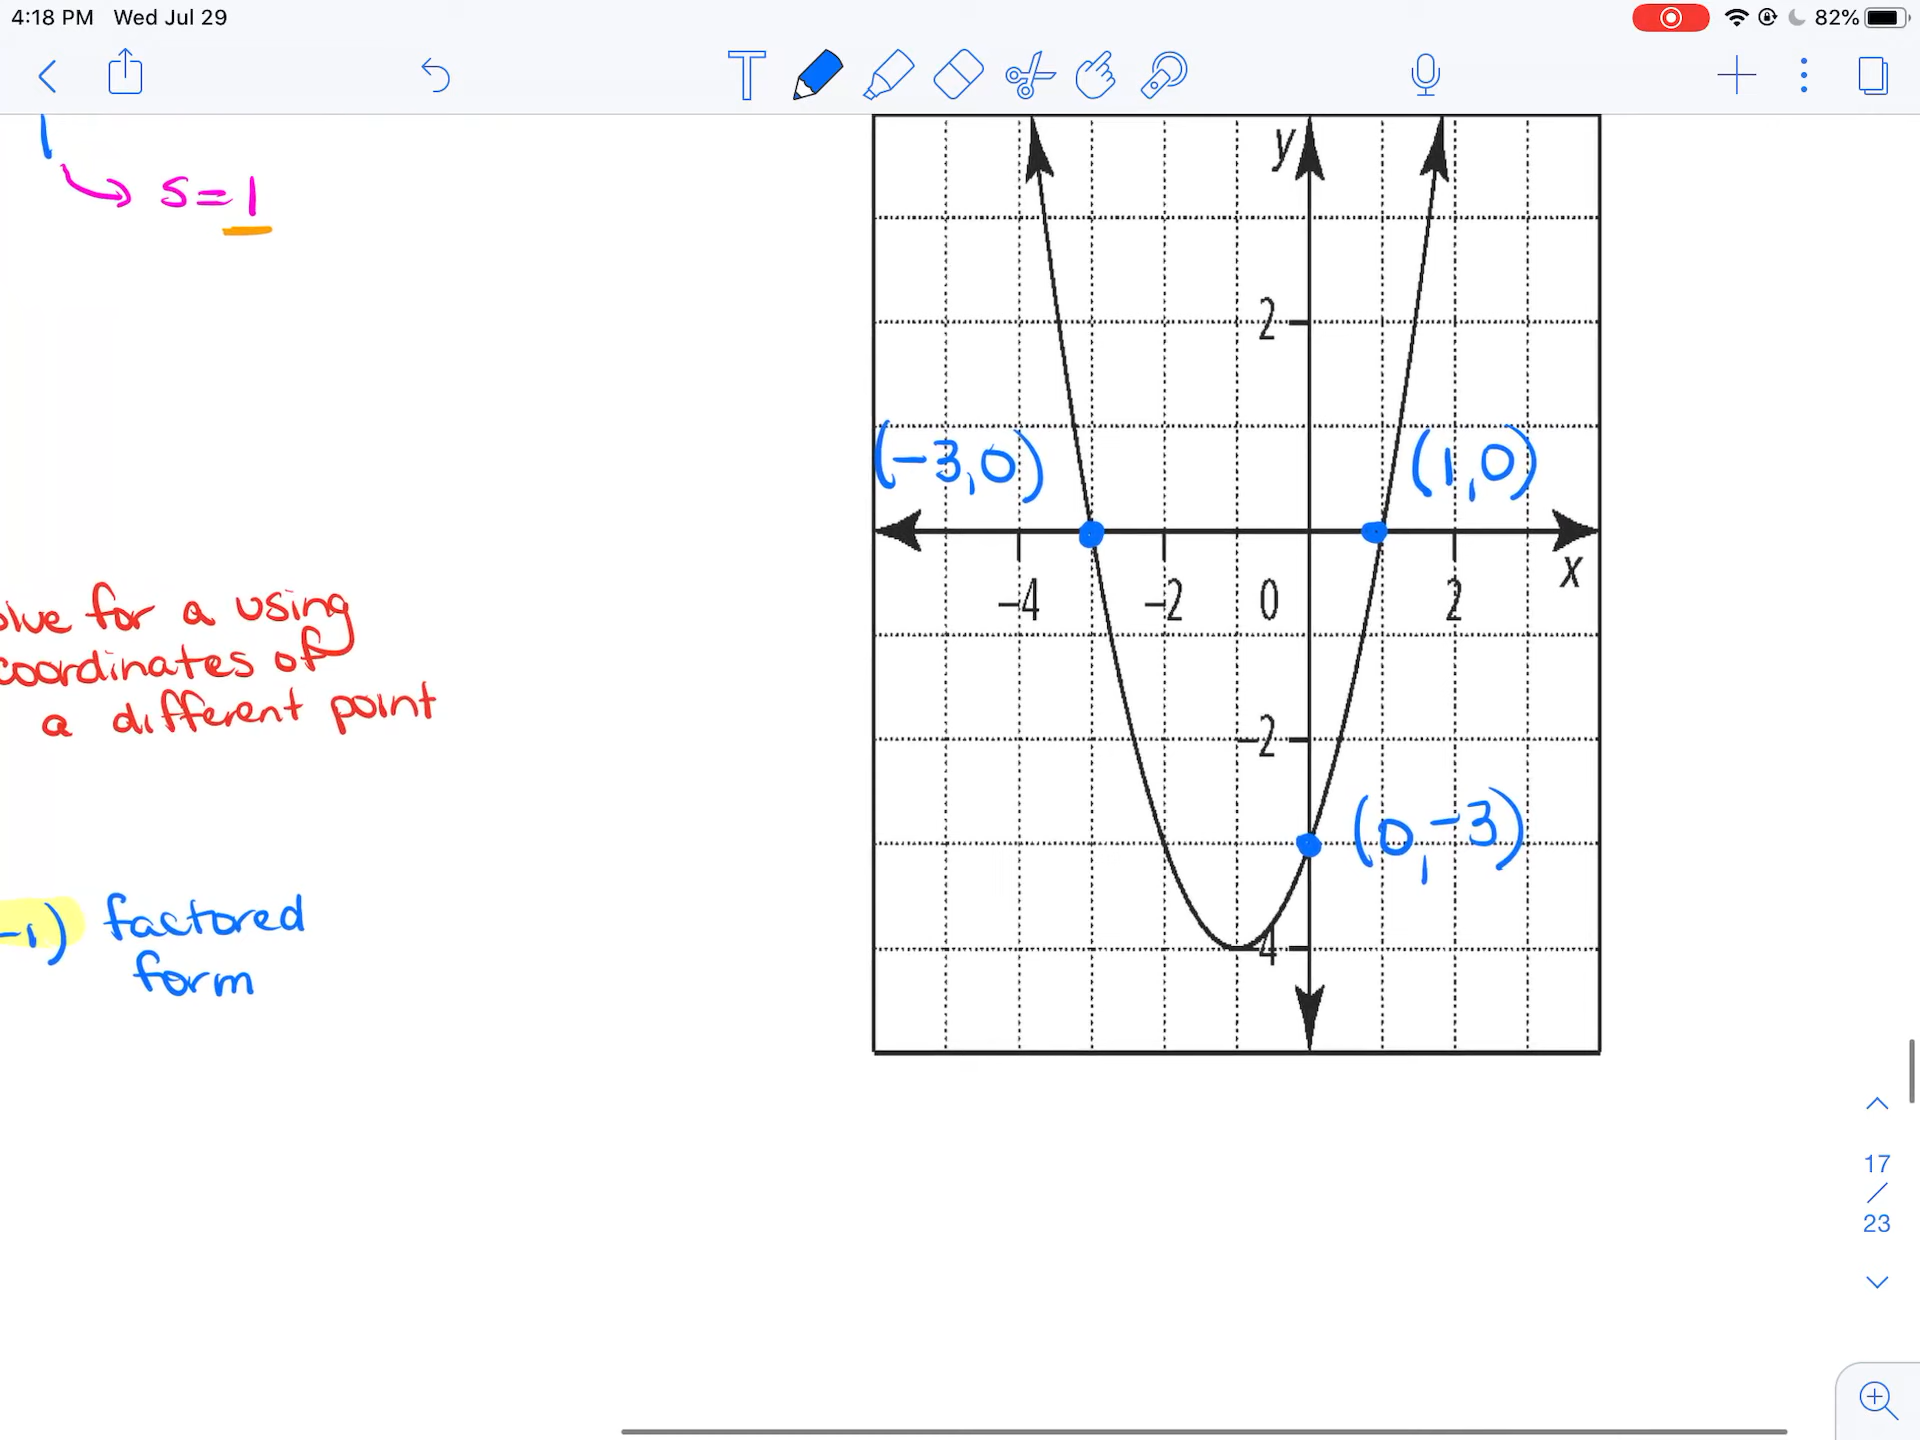 4:18 PM Wed Jul 29
82%
T
s=1
y
2
(-3,0)
(1,0)
x
-4
-2
0
2
olve for a using
coordinates of
a different point
-2
(0,-3)
-1) factored
form
4
17
/
23